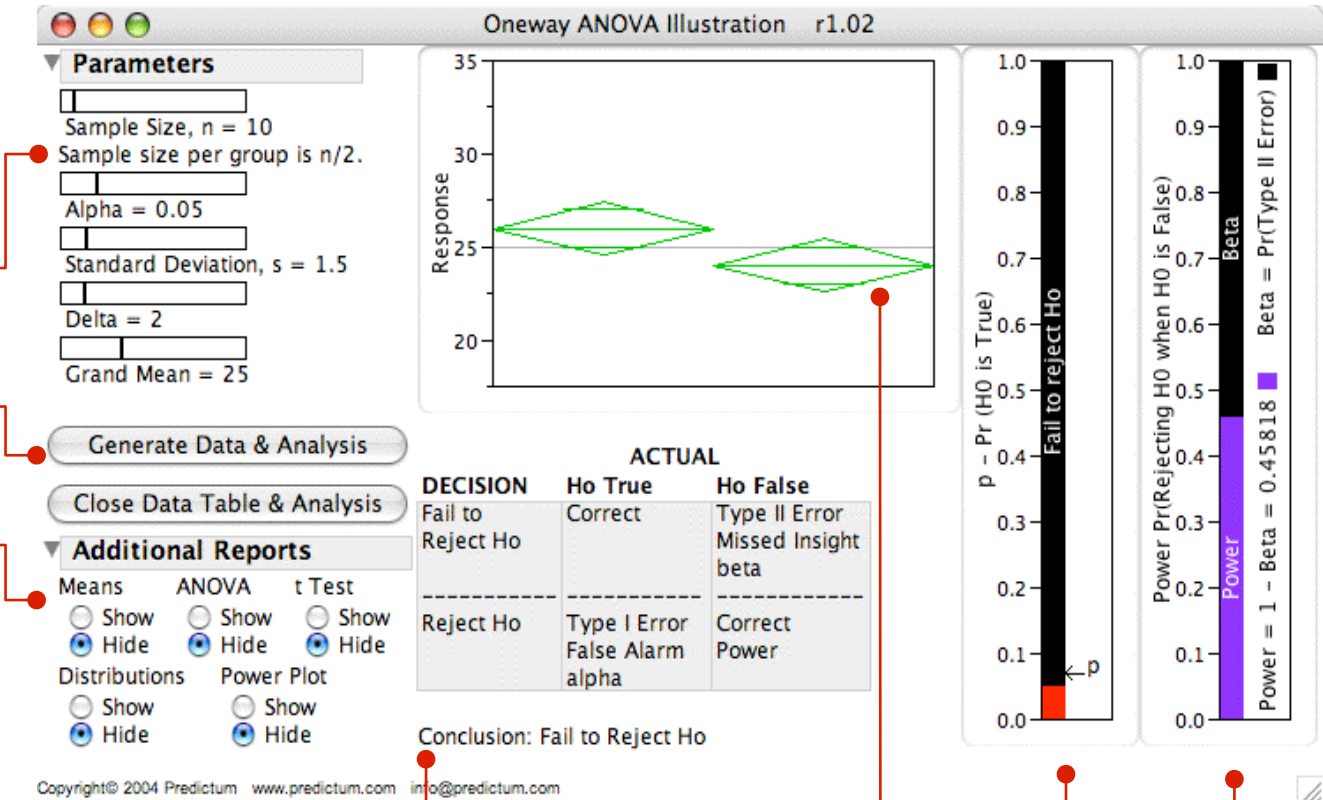 Oneway ANOVA Illustration r1.02
Parameters
Sample Size, n = 10
Sample size per group is n/2.
Alpha = 0.05
Standard Deviation, s = 1.5
Delta = 2
Grand Mean = 25
Generate Data & Analysis
Close Data Table & Analysis
Additional Reports
Means ANOVA t Test
Show Show Show
Hide Hide Hide
Distributions Power Plot
Show Show
Hide Hide
Response
35
30
25
20
ACTUAL
DECISION Ho True Ho False
Fail to Correct Type II Error
Reject Ho Missed Insight
beta
Reject Ho Type I Error Correct
False Alarm Power
alpha
Conclusion: Fail to Reject Ho
p - Pr (H0 is True)
1.0
0.9
0.8
0.7
0.6
0.5
0.4
0.3
0.2
0.1
0.0
Fail to reject Ho
p
Power Pr(Rejecting H0 when H0 is False)
1.0
0.9
0.8
0.7
0.6
0.5
0.4
0.3
0.2
0.1
0.0
Beta
Power
Power = 1 - Beta = 0.45818
Beta = Pr(Type II Error)
Copyright© 2004 Predictum www.predictum.com info@predictum.com